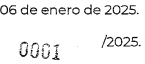 06 de enero de 2025.
0001 /2025.